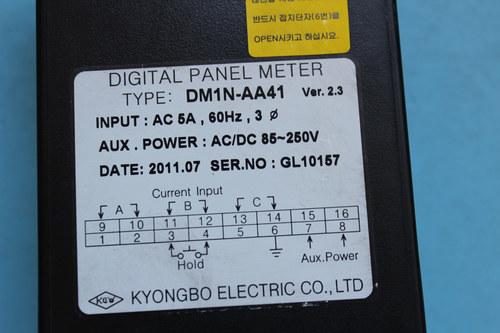 반드시 접지단자(6번)를
OPEN시키고 하십시요.
DIGITAL PANEL METER
TYPE: DM1N-AA41 Ver. 2.3
INPUT : AC 5A , 60Hz , 3 ø
AUX . POWER : AC/DC 85~250V
DATE: 2011.07 SER.NO : GL10157
Current Input
A B C
9 10 11 12 13 14 15 16
1 2 3 4 5 6 7 8
Hold Aux.Power
KYONGBO ELECTRIC CO.,LTD